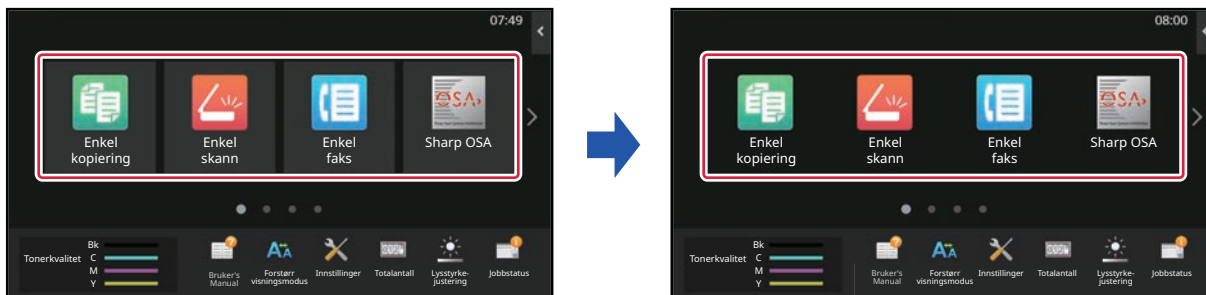 07:49
Enkel
kopiering
Enkel
skann
Enkel
faks
Sharp OSA
Bk
Tonerkvalitet
C
M
Y
Bruker's
Manual
Forstørr
visningsmodus
Innstillinger
Totalantall
Lysstyrke-
justering
Jobbstatus
08:00
Enkel
kopiering
Enkel
skann
Enkel
faks
Sharp OSA
Bk
Tonerkvalitet
C
M
Y
Bruker's
Manual
Forstørr
visningsmodus
Innstillinger
Totalantall
Lysstyrke-
justering
Jobbstatus